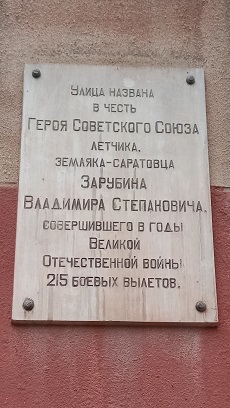 Улица названа
в честь
Героя Советского Союза
лётчика,
земляка-саратовца
Зарубина
Владимира Степановича,
совершившего в годы
Великой
Отечественной войны
215 боевых вылетов.